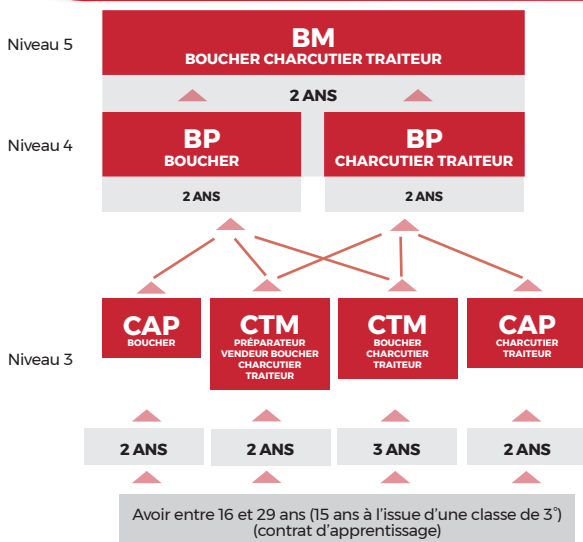 Niveau 5
BM
BOUCHER CHARCUTIER TRAITEUR
2 ANS
Niveau 4
BP
BOUCHER
BP
CHARCUTIER TRAITEUR
2 ANS
2 ANS
Niveau 3
CAP
BOUCHER
CTM
PRÉPARATEUR
VENDEUR BOUCHER
CHARCUTIER
TRAITEUR
CTM
BOUCHER
CHARCUTIER
TRAITEUR
CAP
CHARCUTIER
TRAITEUR
2 ANS
2 ANS
3 ANS
2 ANS
Avoir entre 16 et 29 ans (15 ans à l'issue d'une classe de 3°)
(contrat d'apprentissage)